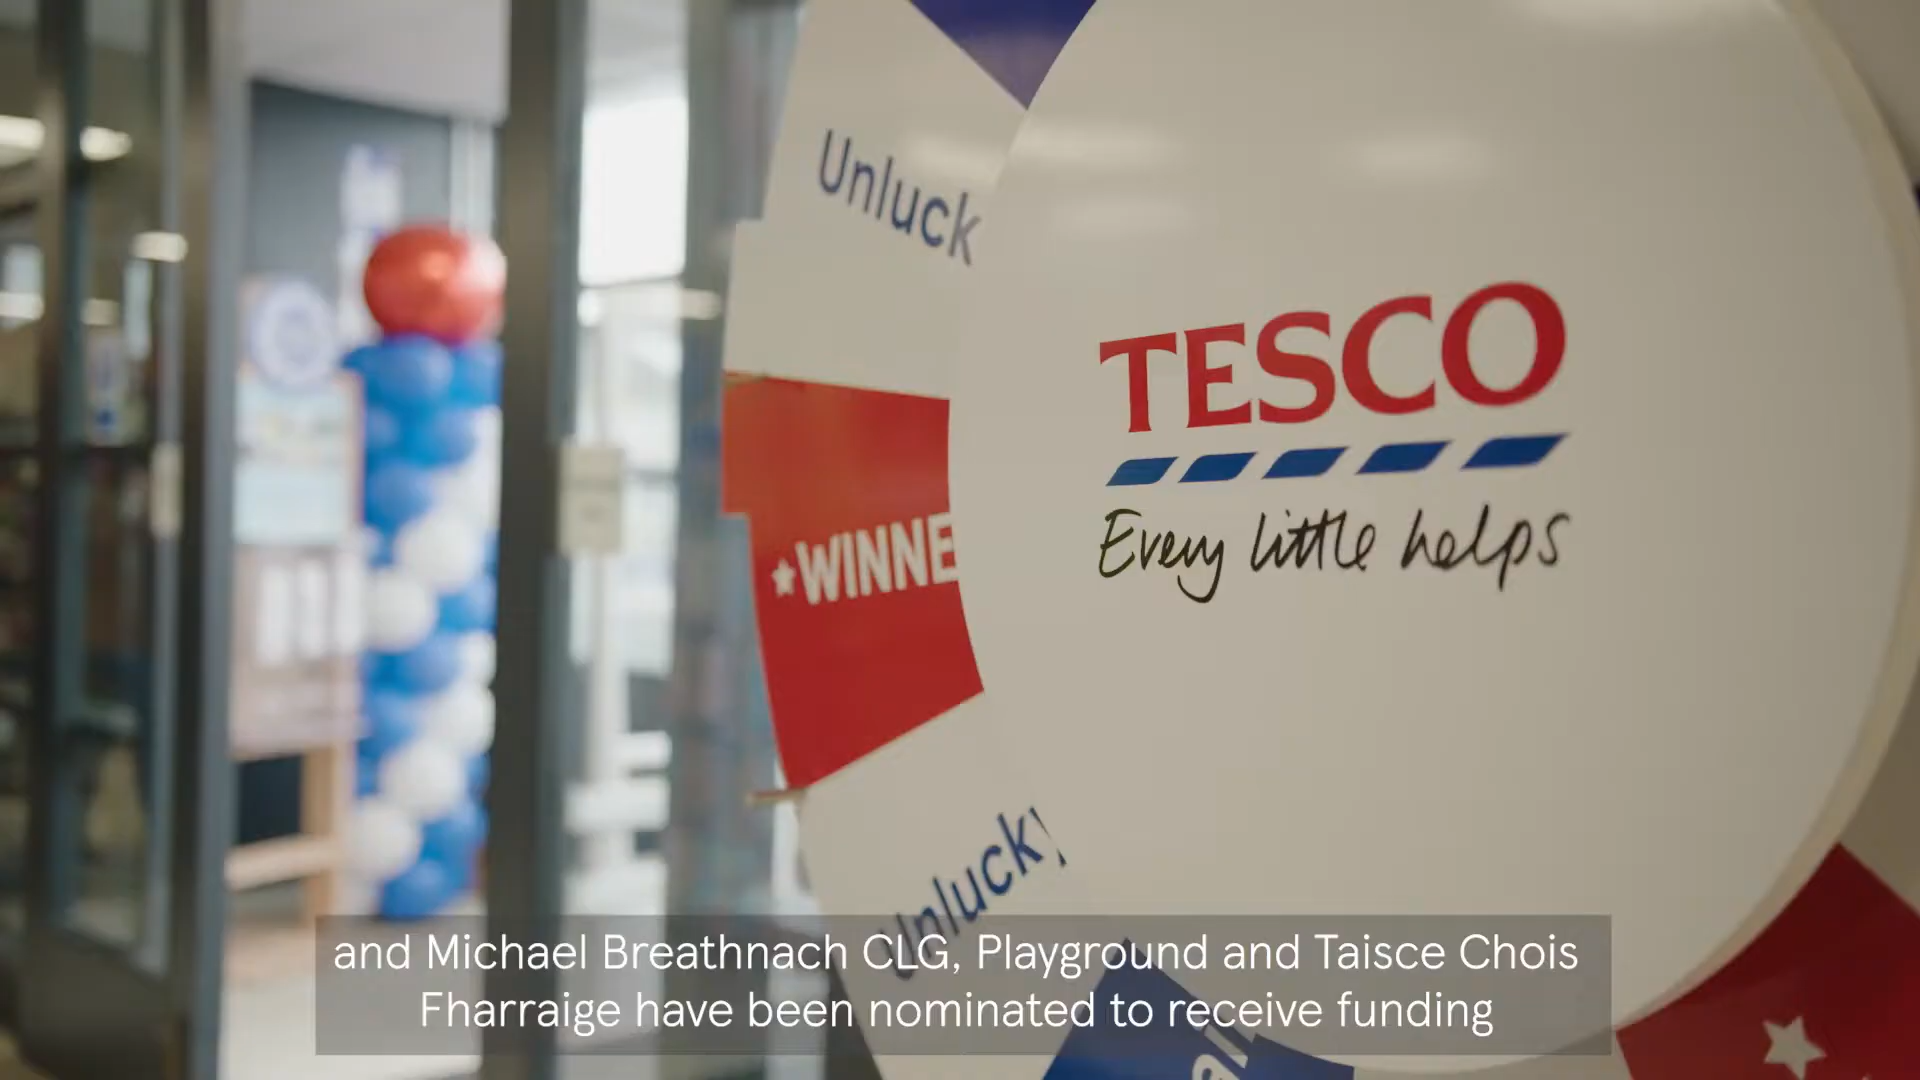 Unluck
TESCO
Every little helps
WINNE
Unlucky
and Michael Breathnach CLG, Playground and Taisce Chois
Fharraige have been nominated to receive funding